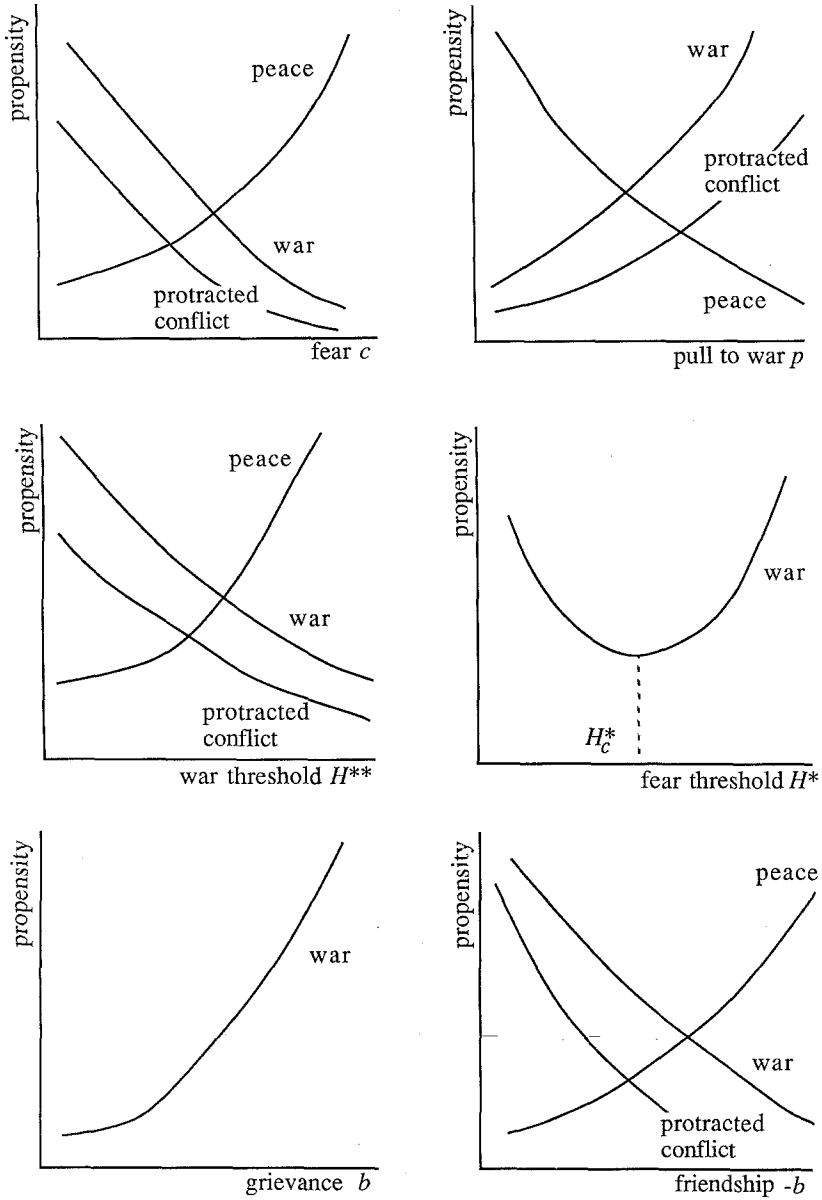 propensity
peace
war
protracted
conflict
fear c
propensity
war
protracted
conflict
peace
pull to war p
propensity
peace
war
protracted
conflict
war threshold H**
propensity
war
H*c
fear threshold H*
propensity
war
grievance b
propensity
peace
war
protracted
conflict
friendship -b